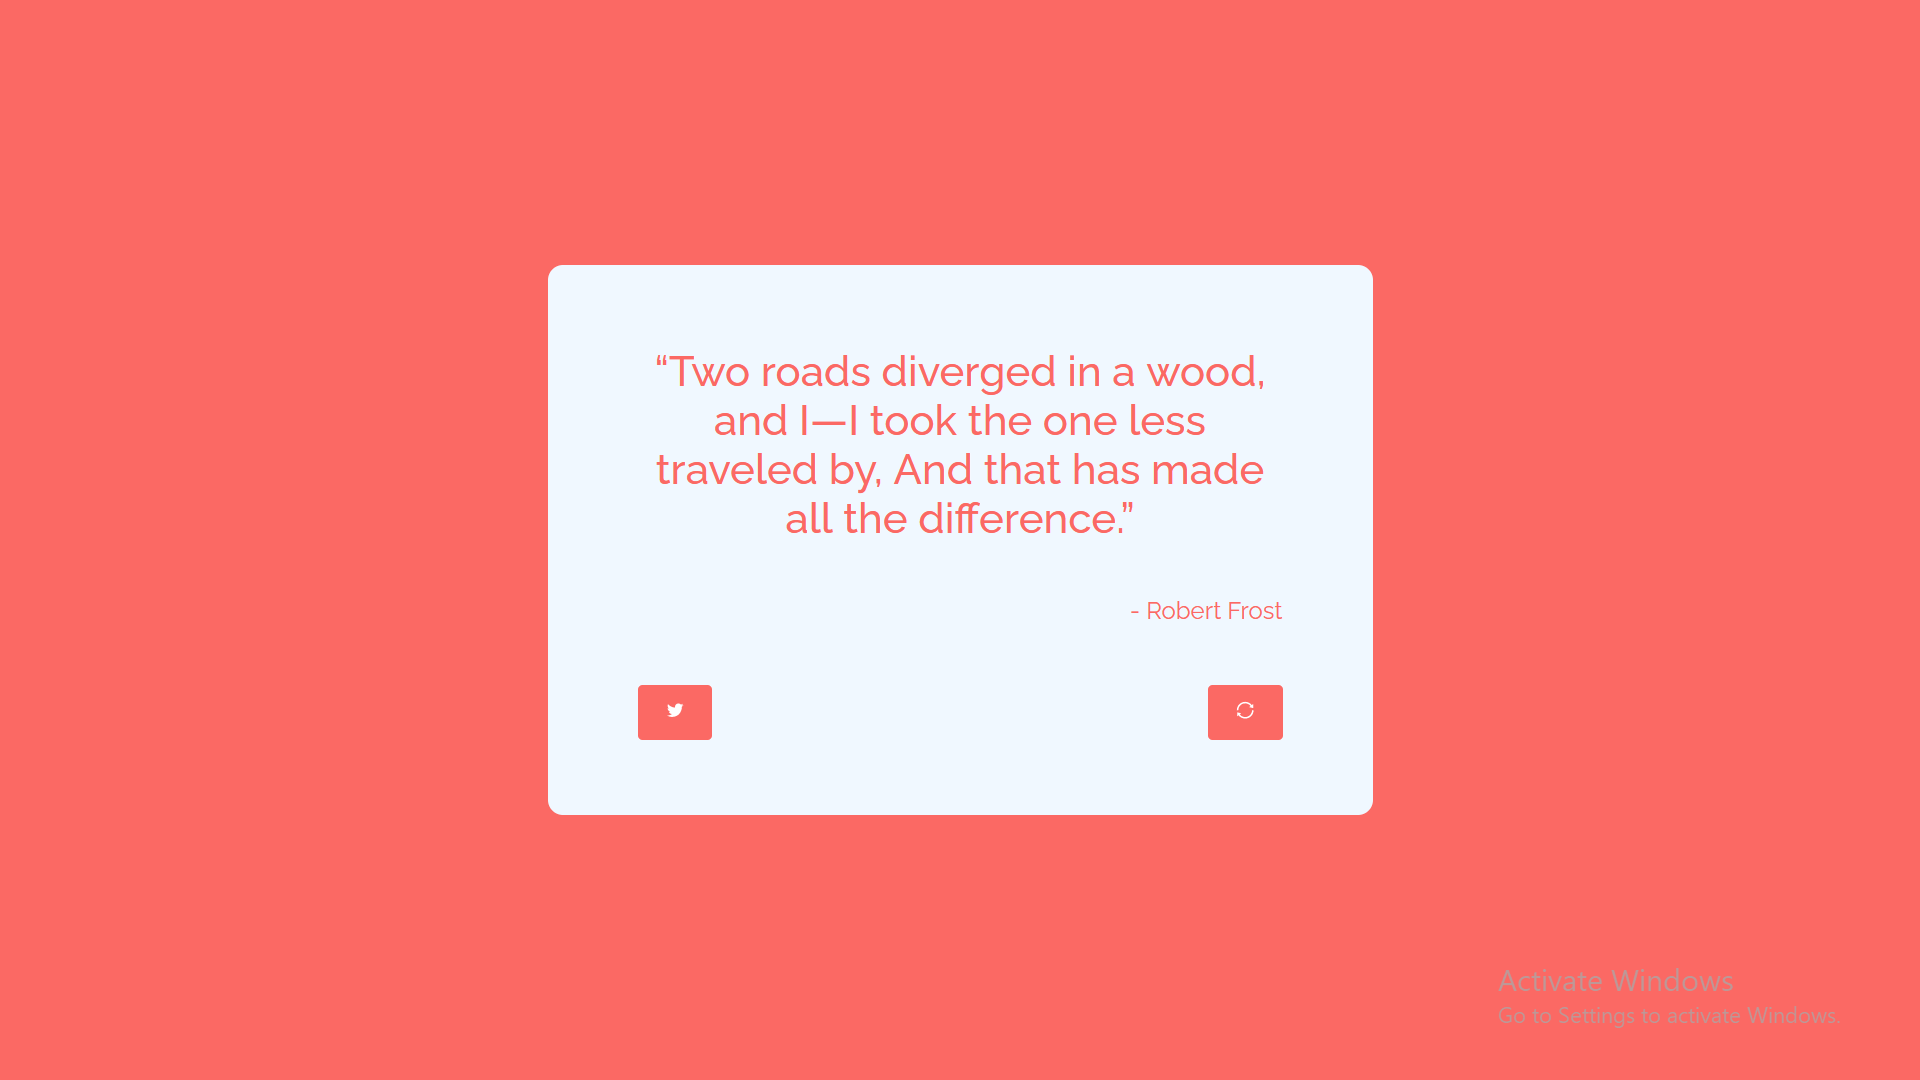 “Two roads diverged in a wood,
and I—I took the one less
traveled by, And that has made
all the difference.”
- Robert Frost
Activate Windows
Go to Settings to activate Windows.